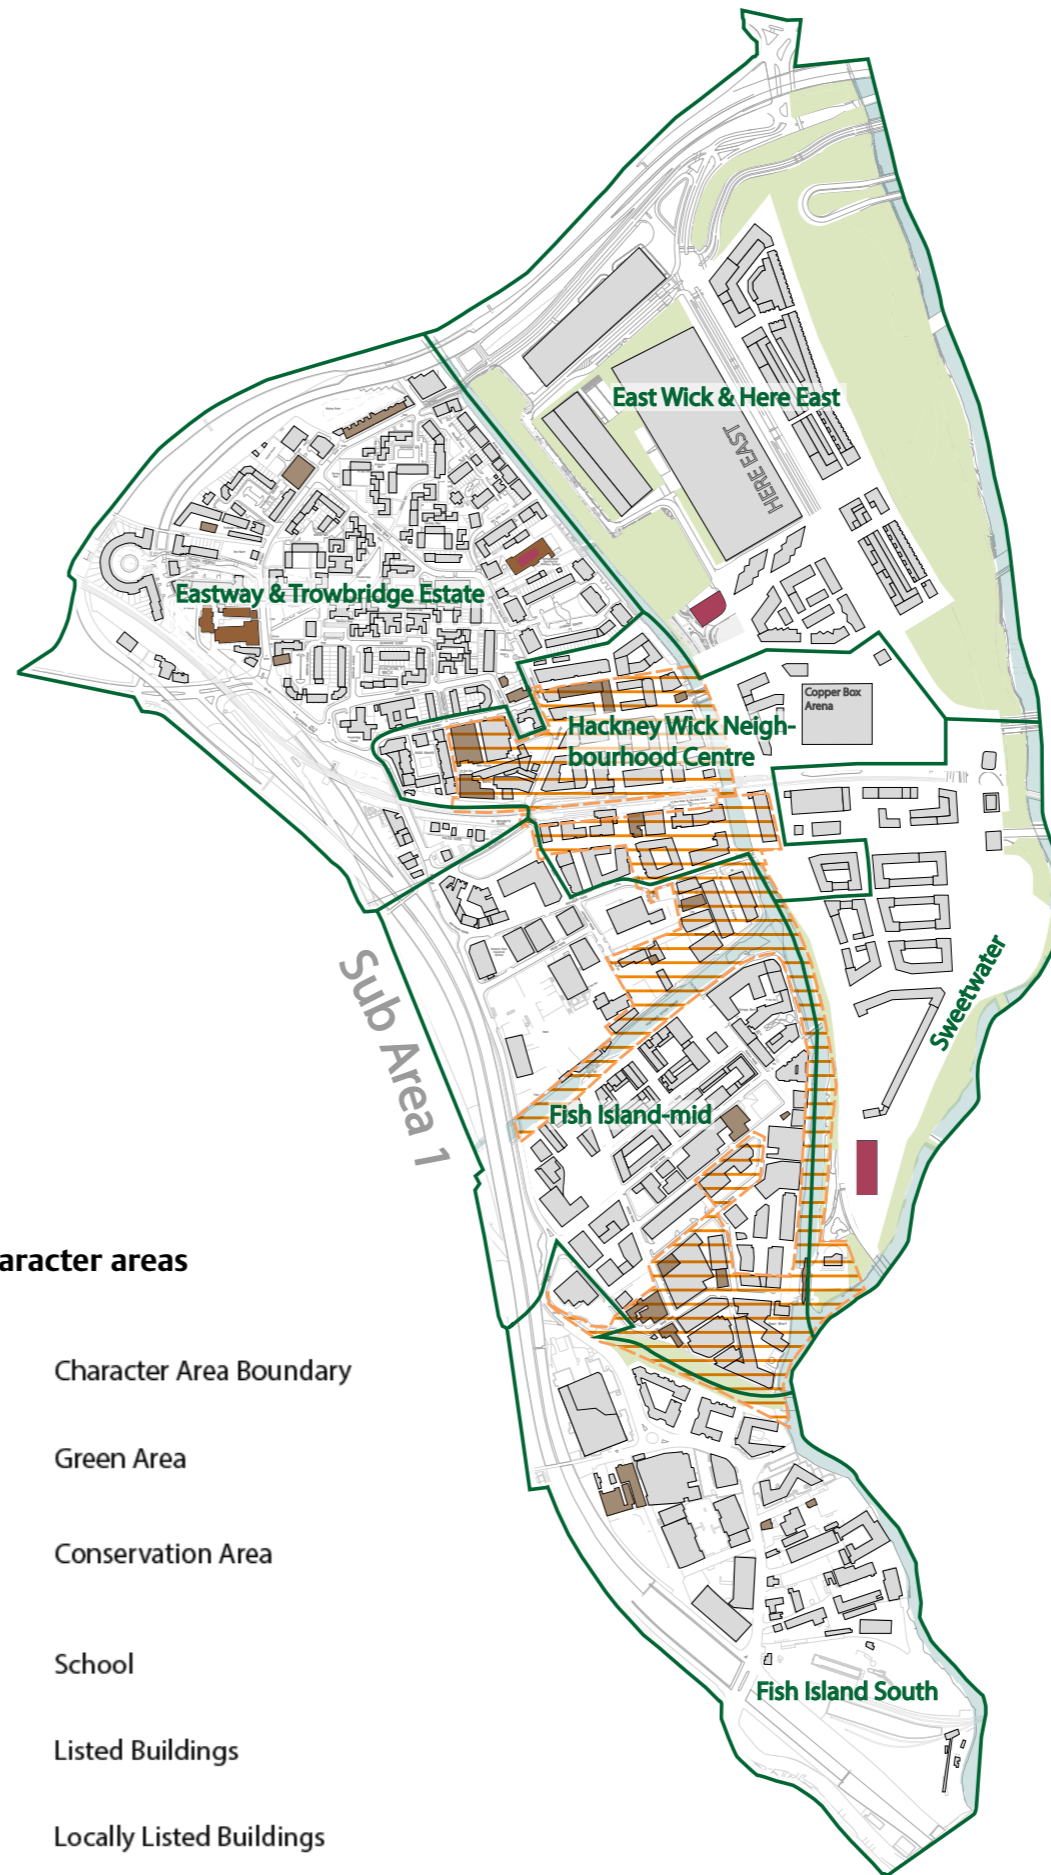 East Wick & Here East
HERE EAST
Eastway & Trowbridge Estate
Copper Box
Arena
Hackney Wick Neigh-
bourhood Centre
Sub Area 1
Sweetwater
Fish Island-mid
aracter areas
Character Area Boundary
Green Area
Conservation Area
School
Listed Buildings
Fish Island South
Locally Listed Buildings